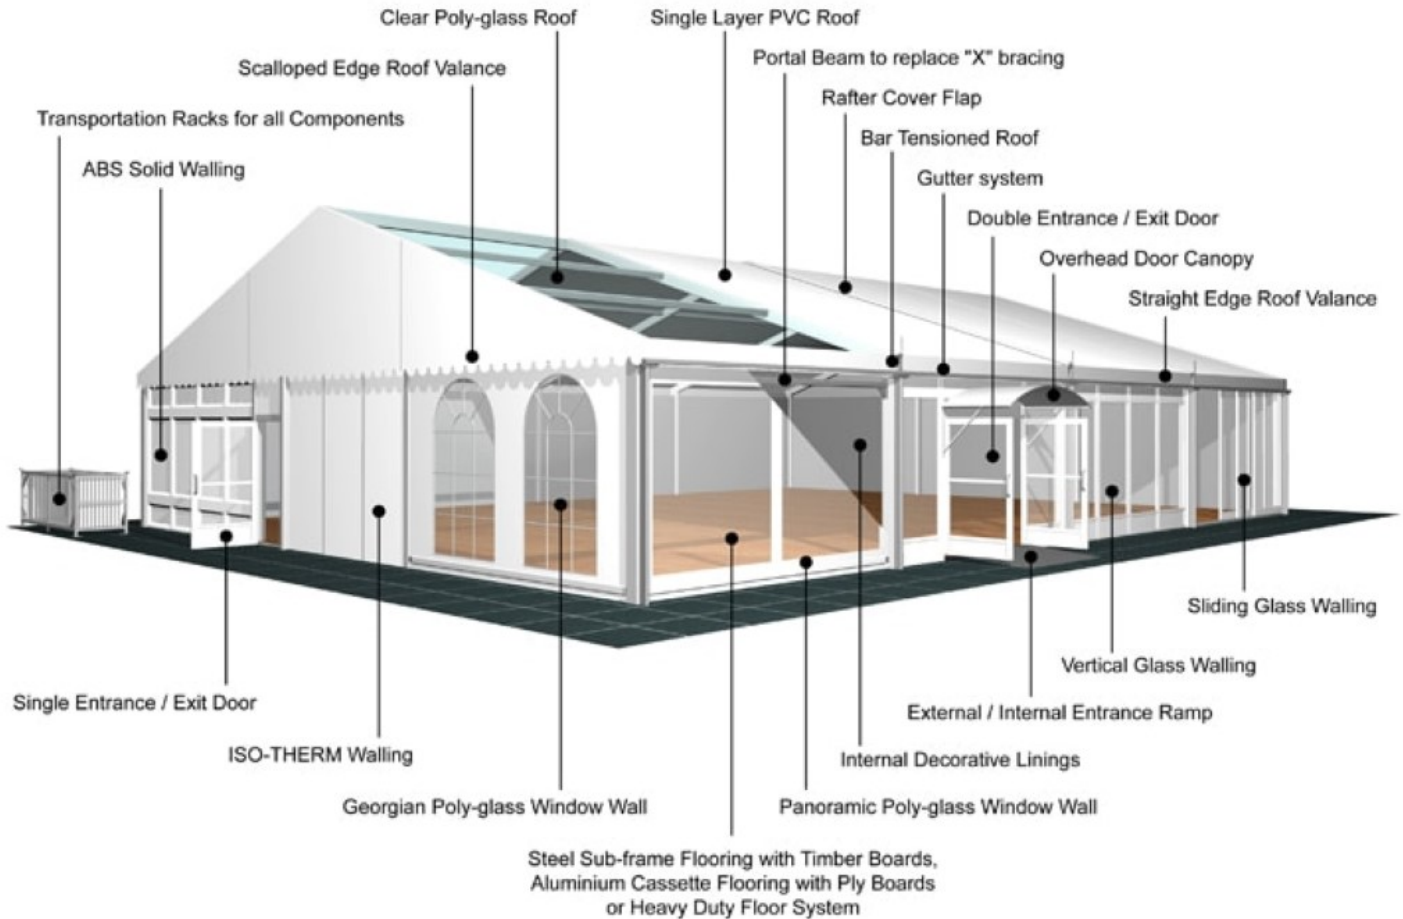 Clear Poly-glass Roof
Single Layer PVC Roof
Scalloped Edge Roof Valance
Portal Beam to replace "X" bracing
Transportation Racks for all Components
Rafter Cover Flap
ABS Solid Walling
Bar Tensioned Roof
Gutter system
Double Entrance / Exit Door
Overhead Door Canopy
Straight Edge Roof Valance
Sliding Glass Walling
Vertical Glass Walling
Single Entrance / Exit Door
External / Internal Entrance Ramp
ISO-THERM Walling
Internal Decorative Linings
Georgian Poly-glass Window Wall
Panoramic Poly-glass Window Wall
Steel Sub-frame Flooring with Timber Boards,
Aluminium Cassette Flooring with Ply Boards
or Heavy Duty Floor System